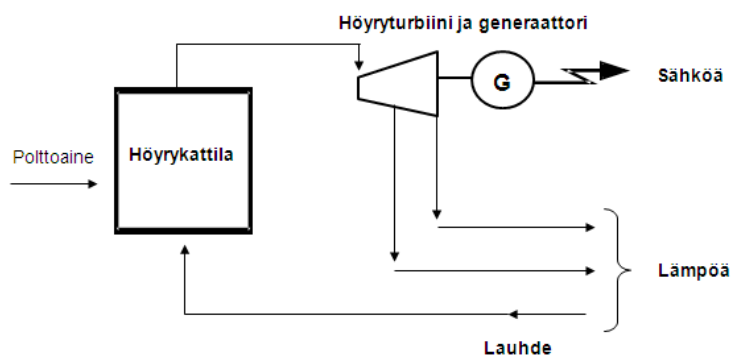 Höyryturbiini ja generaattori
G
Sähköä
Polttoaine
Höyrykattila
Lämpöä
Lauhde